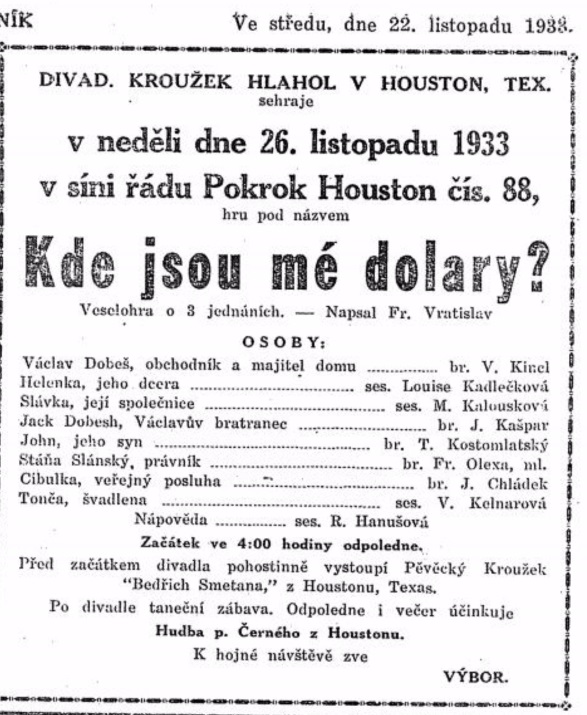 NÍK
Ve středu, dne 22. listopadu 1933.
DIVAD. KROUŽEK HLAHOL V HOUSTON, TEX.
sehraje
v neděli dne 26. listopadu 1933
v síni řádu Pokrok Houston čís. 88,
hru pod názvem
Kde jsou mé dolary?
Veselohra o 3 jednáních. — Napsal Fr. Vratislav
OSOBY:
Václav Dobeš, obchodník a majitel domu ................ br. V. Kincl
Helenka, jeho dcera ................ ses. Louise Kadlečková
Slávka, její společnice ................ ses. M. Kalousková
Jack Dobesh, Václavův bratranec ................ br. J. Kašpar
John, jeho syn ................ br. T. Kostomlatský
Stáňa Slánský, právník ................ br. Fr. Olexa, ml.
Cibulka, veřejný posluha ................ br. J. Chládek
Tonča, švadlena ................ ses. V. Kelnarová
Nápověda ................ ses. R. Hanušová
Začátek ve 4:00 hodiny odpoledne.
Před začátkem divadla pohostinně vystoupí Pěvěcký Kroužek
“Bedřich Smetana,” z Houstonu, Texas.
Po divadle taneční zábava. Odpoledne i večer účinkuje
Hudba p. Černého z Houstonu.
K hojné návštěvě zve
VÝBOR.